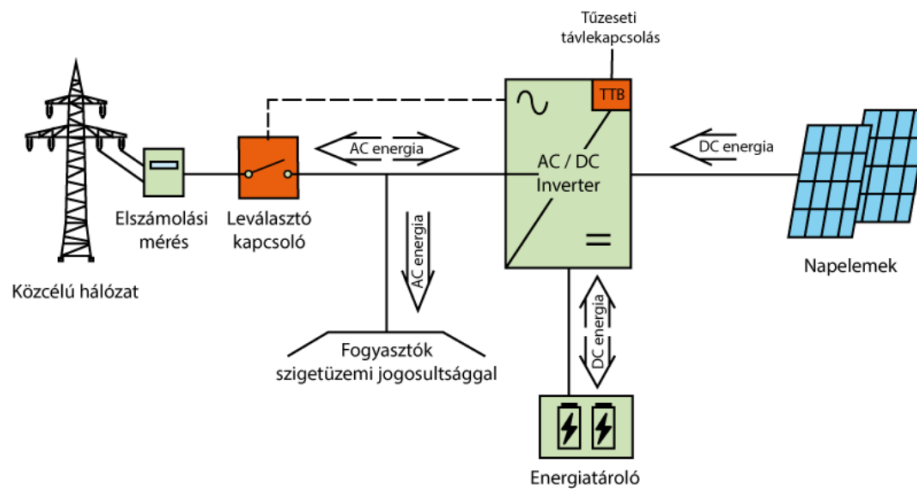 Tűzeseti
távlekapcsolás
TTB
AC energia
DC energia
AC / DC
Inverter
Elszámolási
mérés
Leválasztó
kapcsoló
AC energia
Napelemek
Közcélú hálózat
DC energia
Fogyasztók
szigetüzemi jogosultsággal
Energiatároló